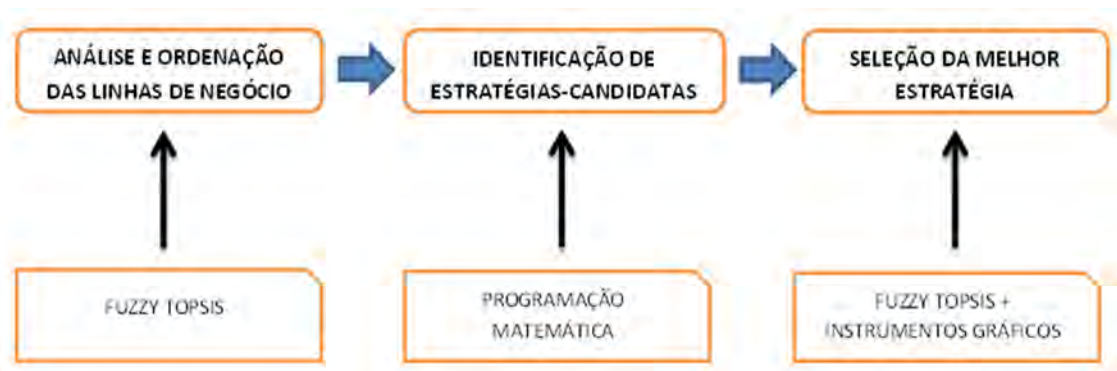 ANÁLISE E ORDENAÇÃO
DAS LINHAS DE NEGÓCIO
IDENTIFICAÇÃO DE
ESTRATÉGIAS-CANDIDATAS
SELEÇÃO DA MELHOR
ESTRATÉGIA
FUZZY TOPSIS
PROGRAMAÇÃO
MATEMÁTICA
FUZZY TOPSIS +
INSTRUMENTOS GRÁFICOS